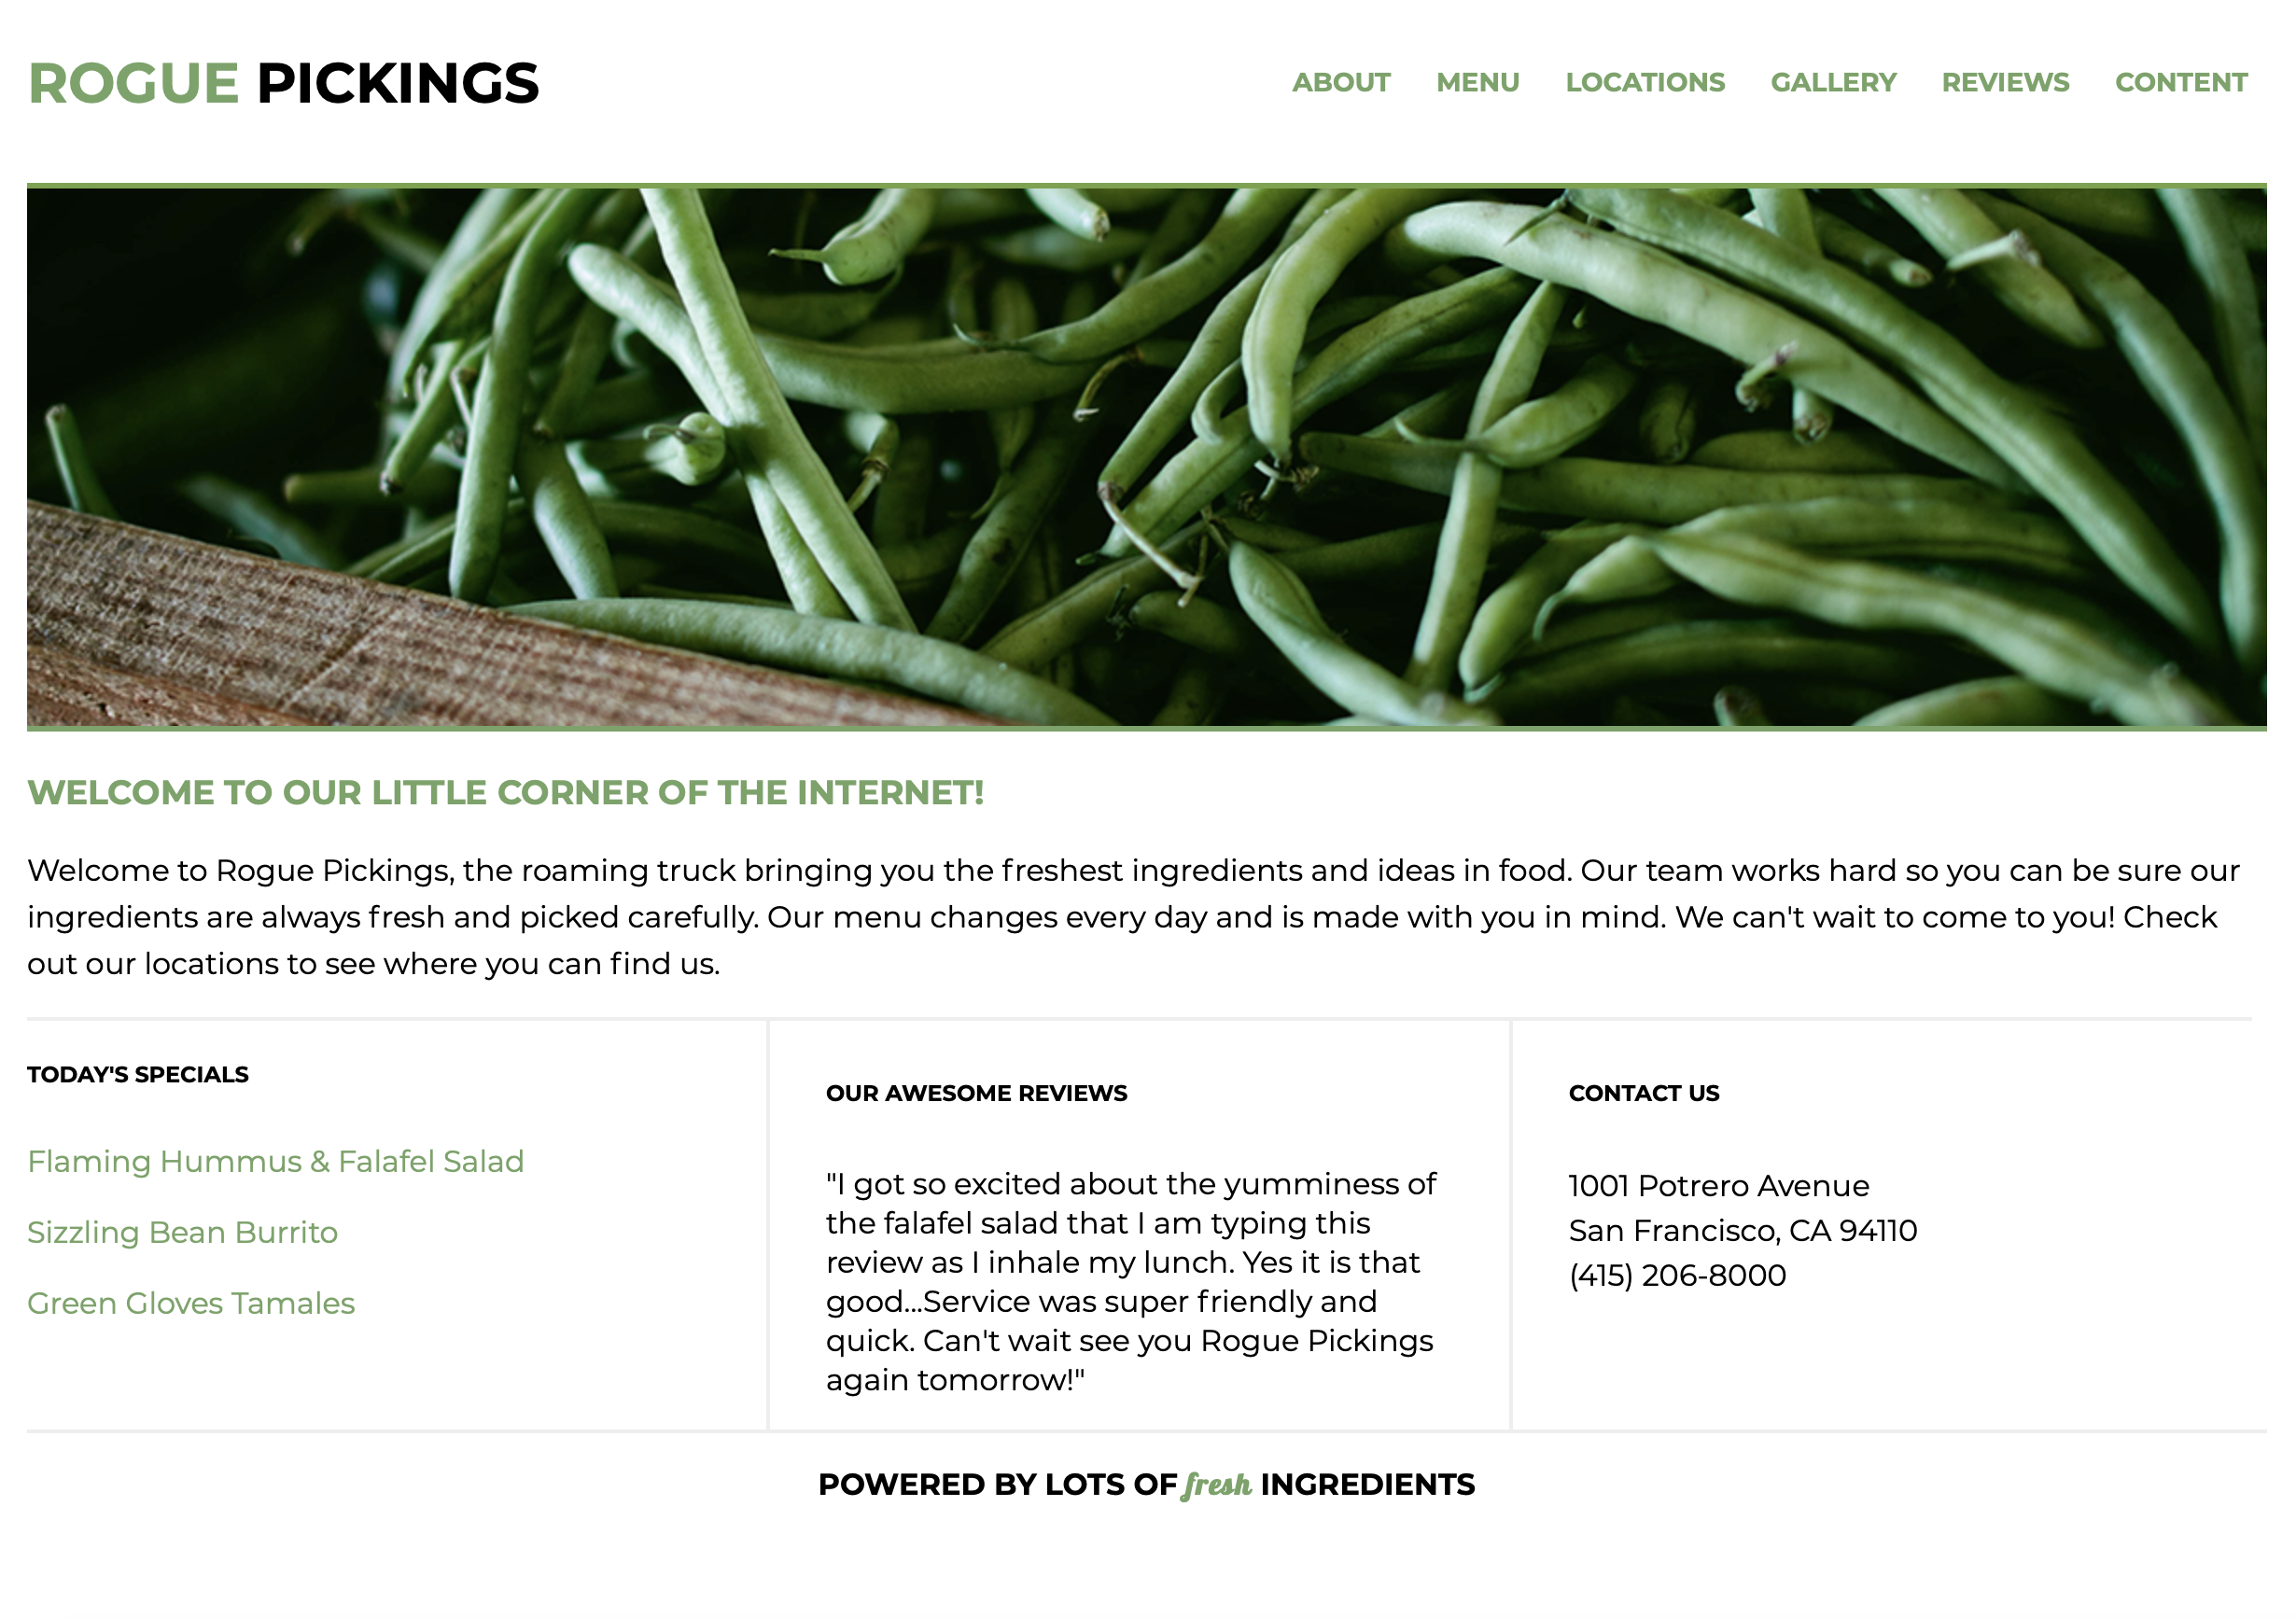 ROGUE PICKINGS
ABOUT MENU LOCATIONS GALLERY REVIEWS CONTENT
WELCOME TO OUR LITTLE CORNER OF THE INTERNET!
Welcome to Rogue Pickings, the roaming truck bringing you the freshest ingredients and ideas in food. Our team works hard so you can be sure our
ingredients are always fresh and picked carefully. Our menu changes every day and is made with you in mind. We can't wait to come to you! Check
out our locations to see where you can find us.
TODAY'S SPECIALS
Flaming Hummus & Falafel Salad
Sizzling Bean Burrito
Green Gloves Tamales
OUR AWESOME REVIEWS
"I got so excited about the yumminess of
the falafel salad that I am typing this
review as I inhale my lunch. Yes it is that
good...Service was super friendly and
quick. Can't wait see you Rogue Pickings
again tomorrow!"
CONTACT US
1001 Potrero Avenue
San Francisco, CA 94110
(415) 206-8000
POWERED BY LOTS OF fresh INGREDIENTS